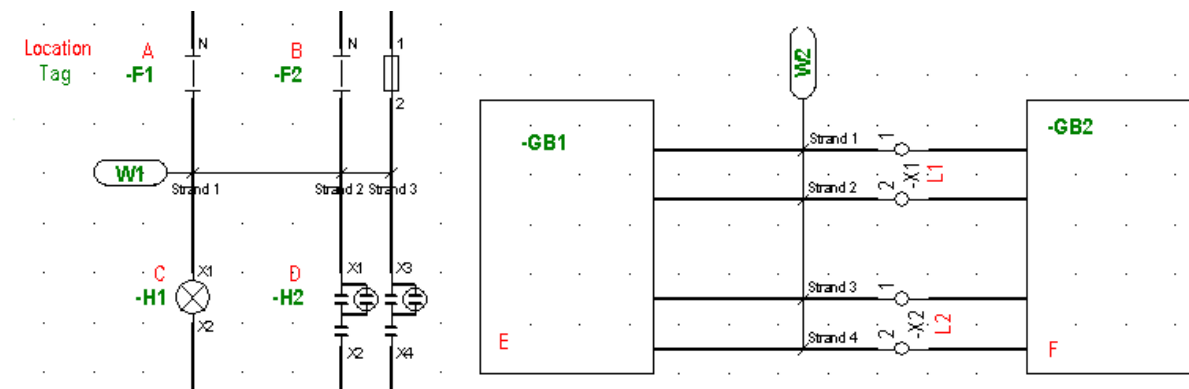 Location A B
Tag -F1 N -F2 N 1
2
W1
Strand 1 Strand 2 Strand 3
C X1 D X1 X3
-H1 -H2
X2 X2 X4
W2
-GB1 -GB2
Strand 1 1
Strand 2 2 -X1 L1
Strand 3 1
Strand 4 2 -X2 L2
E F